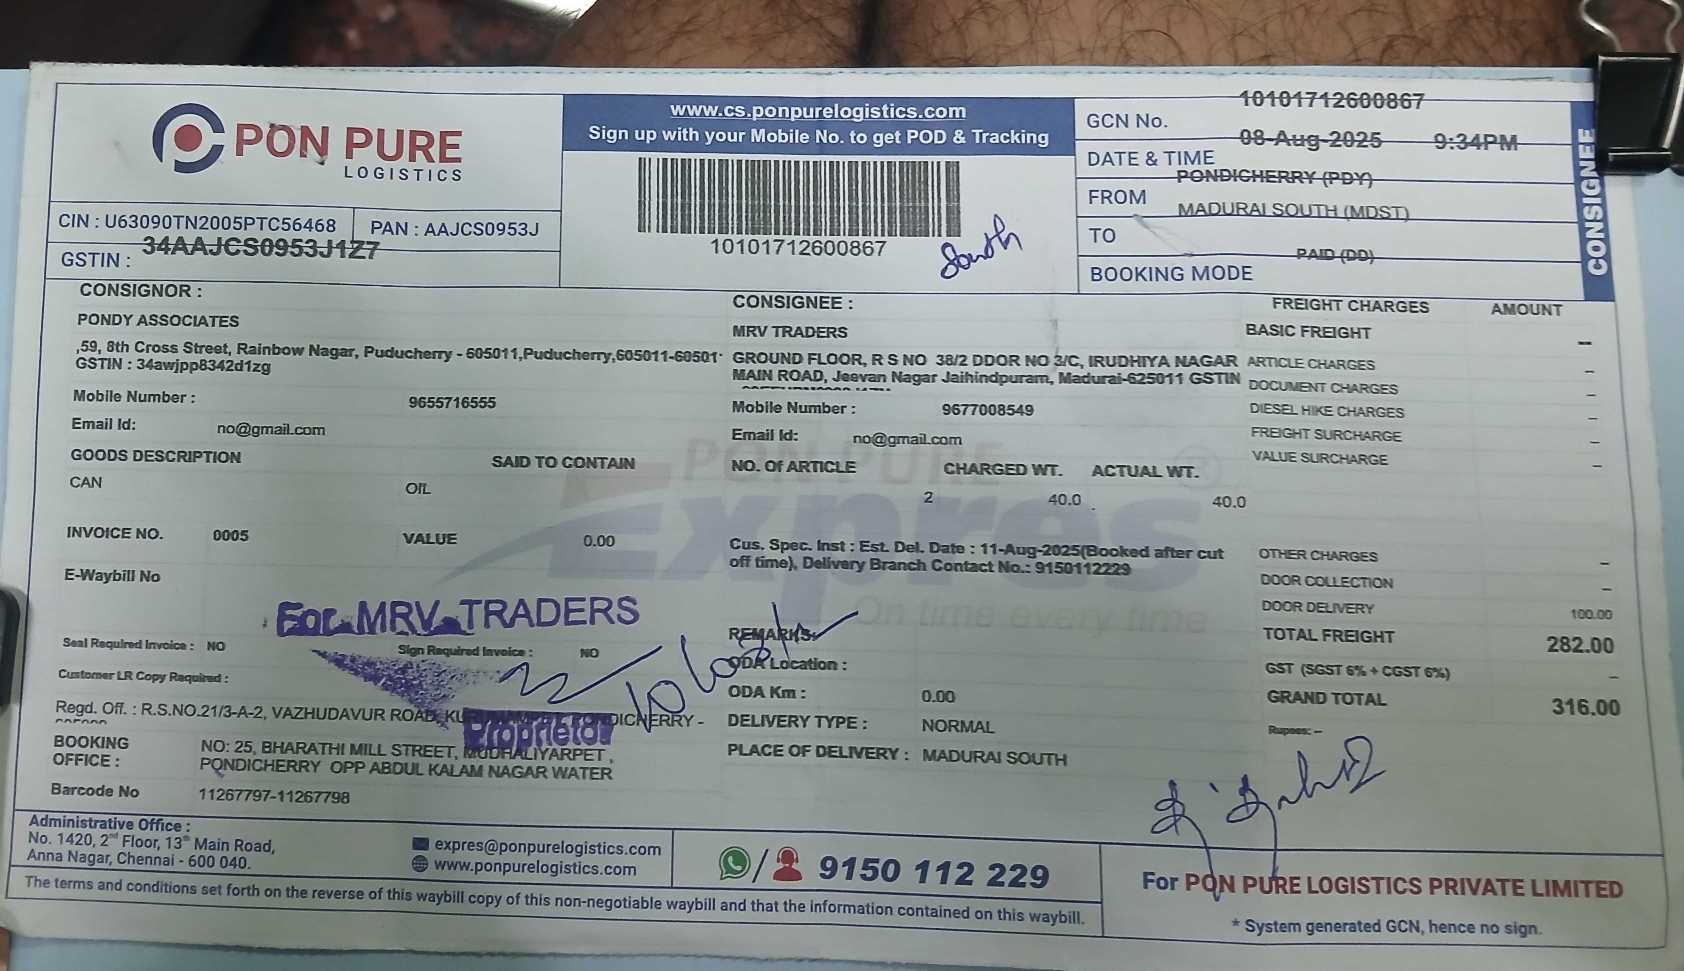 PON PURE
LOGISTICS
CIN : U63090TN2005PTC56468 PAN : AAJCS0953J
GSTIN : 34AAJCS0953J1Z7
www.cs.ponpurelogistics.com
Sign up with your Mobile No. to get POD & Tracking
10101712600867
South
GCN No. 10101712600867
DATE & TIME 08-Aug-2025 9:34PM
FROM PONDICHERRY (PDY)
TO MADURAI SOUTH (MDST)
BOOKING MODE PAID (DD)
CONSIGNEE
CONSIGNOR :
PONDY ASSOCIATES
,59, 8th Cross Street, Rainbow Nagar, Puducherry - 605011,Puducherry,605011-60501
GSTIN : 34awjpp8342d1zg
Mobile Number : 9655716555
Email Id: no@gmail.com
GOODS DESCRIPTION SAID TO CONTAIN
CAN OIL
INVOICE NO. 0005 VALUE 0.00
E-Waybill No
CONSIGNEE :
MRV TRADERS
GROUND FLOOR, R S NO 38/2 DDOR NO 3/C, IRUDHIYA NAGAR
MAIN ROAD, Jeevan Nagar Jaihindpuram, Madurai-625011 GSTIN
Mobile Number : 9677008549
Email Id: no@gmail.com
NO. Of ARTICLE CHARGED WT. ACTUAL WT.
2 40.0 40.0
Cus. Spec. Inst : Est. Del. Date : 11-Aug-2025(Booked after cut
off time), Delivery Branch Contact No.: 9150112229
PON PURE
Expres
On time every time
FREIGHT CHARGES AMOUNT
BASIC FREIGHT --
ARTICLE CHARGES --
DOCUMENT CHARGES --
DIESEL HIKE CHARGES --
FREIGHT SURCHARGE --
VALUE SURCHARGE --
OTHER CHARGES --
DOOR COLLECTION --
DOOR DELIVERY 100.00
TOTAL FREIGHT 282.00
GST (SGST 6% + CGST 6%) --
GRAND TOTAL 316.00
Rupees: --
For MRV TRADERS
Proprietor
Seal Required Invoice : NO Sign Required Invoice : NO
Customer LR Copy Required :
Regd. Off. : R.S.NO.21/3-A-2, VAZHUDAVUR ROAD, PONDICHERRY -
BOOKING OFFICE : NO: 25, BHARATHI MILL STREET, MUDHALIYARPET,
PONDICHERRY OPP ABDUL KALAM NAGAR WATER
Barcode No 11267797-11267798
REMARKS:
ODA Location :
ODA Km : 0.00
DELIVERY TYPE : NORMAL
PLACE OF DELIVERY : MADURAI SOUTH
Administrative Office :
No. 1420, 2nd Floor, 13th Main Road,
Anna Nagar, Chennai - 600 040.
expres@ponpurelogistics.com
www.ponpurelogistics.com
9150 112 229
For PON PURE LOGISTICS PRIVATE LIMITED
* System generated GCN, hence no sign.
The terms and conditions set forth on the reverse of this waybill copy of this non-negotiable waybill and that the information contained on this waybill.